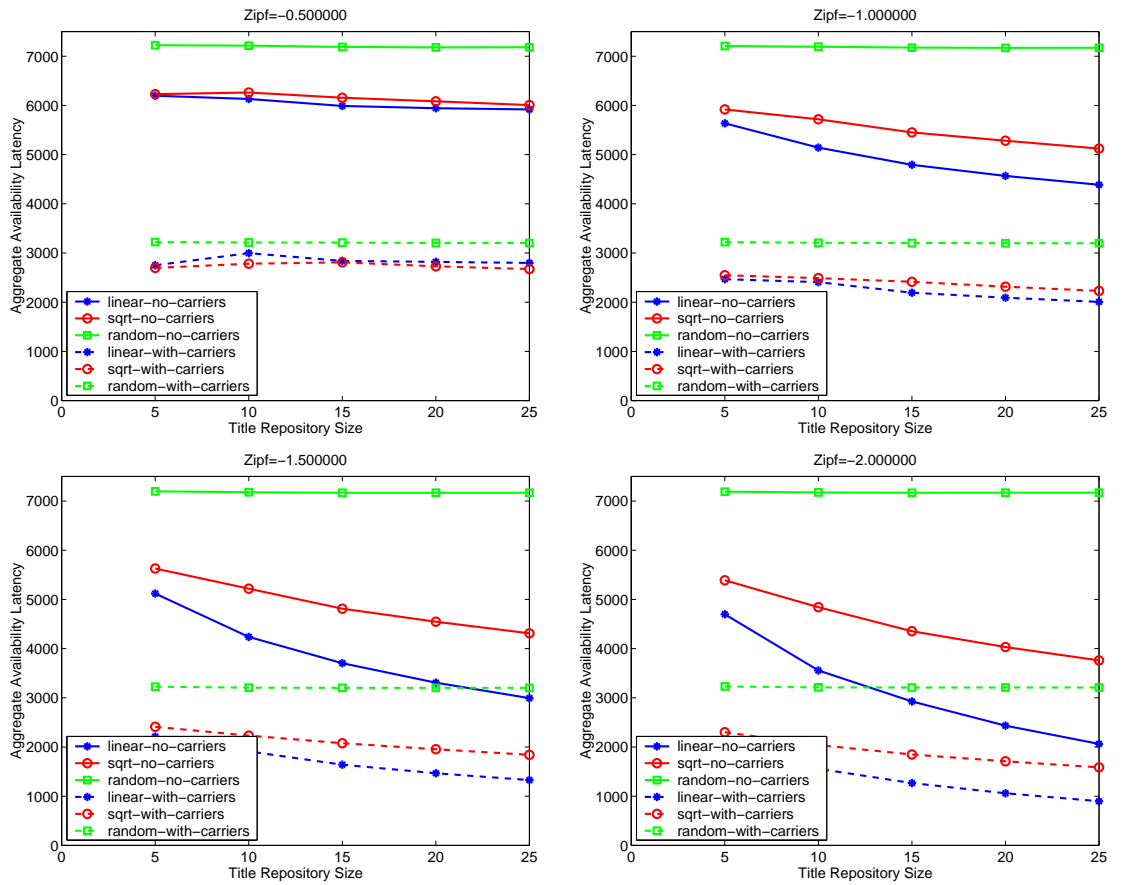 Zipf=−0.500000
Aggregate Availability Latency
7000
6000
5000
4000
3000
2000
1000
0
linear−no−carriers
sqrt−no−carriers
random−no−carriers
linear−with−carriers
sqrt−with−carriers
random−with−carriers
0 5 10 15 20 25
Title Repository Size
Zipf=−1.000000
Aggregate Availability Latency
7000
6000
5000
4000
3000
2000
1000
0
linear−no−carriers
sqrt−no−carriers
random−no−carriers
linear−with−carriers
sqrt−with−carriers
random−with−carriers
0 5 10 15 20 25
Title Repository Size
Zipf=−1.500000
Aggregate Availability Latency
7000
6000
5000
4000
3000
2000
1000
0
linear−no−carriers
sqrt−no−carriers
random−no−carriers
linear−with−carriers
sqrt−with−carriers
random−with−carriers
0 5 10 15 20 25
Title Repository Size
Zipf=−2.000000
Aggregate Availability Latency
7000
6000
5000
4000
3000
2000
1000
0
linear−no−carriers
sqrt−no−carriers
random−no−carriers
linear−with−carriers
sqrt−with−carriers
random−with−carriers
0 5 10 15 20 25
Title Repository Size